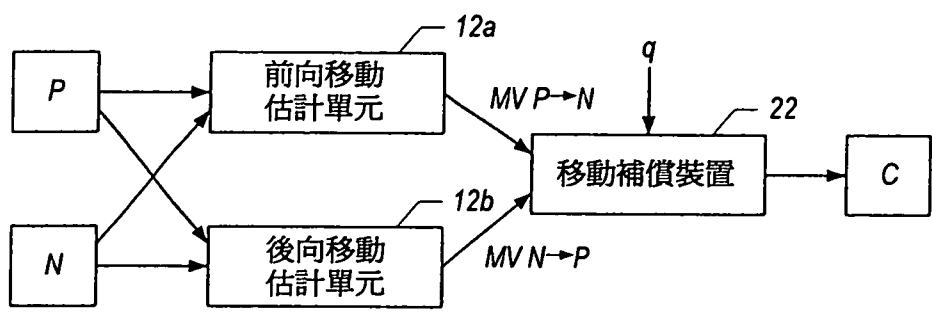 12a
P
前向移動
估計單元
MV P→N
q
22
移動補償裝置
C
12b
N
後向移動
估計單元
MV N→P